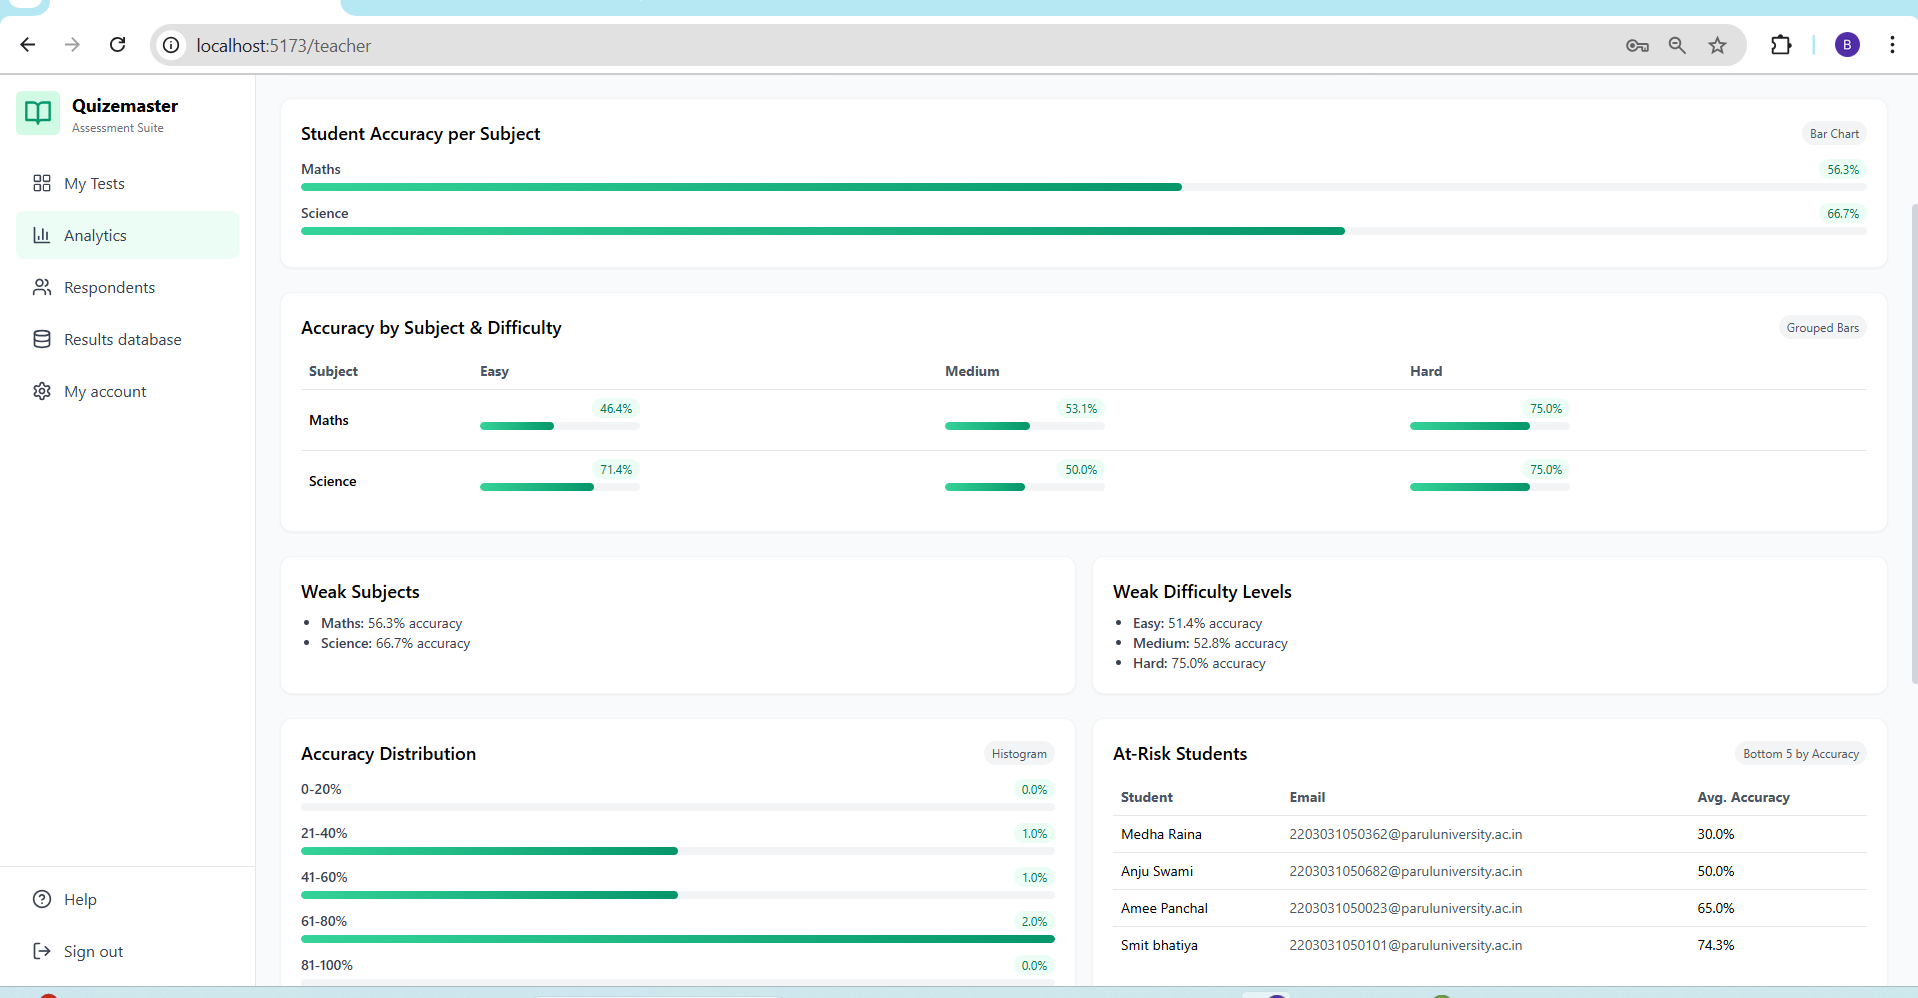 localhost:5173/teacher
B
Quizemaster
Assessment Suite
My Tests
Analytics
Respondents
Results database
My account
Help
Sign out
Student Accuracy per Subject
Bar Chart
Maths
56.3%
Science
66.7%
Accuracy by Subject & Difficulty
Grouped Bars
Subject Easy Medium Hard
Maths 46.4% 53.1% 75.0%
Science 71.4% 50.0% 75.0%
Weak Subjects
• Maths: 56.3% accuracy
• Science: 66.7% accuracy
Weak Difficulty Levels
• Easy: 51.4% accuracy
• Medium: 52.8% accuracy
• Hard: 75.0% accuracy
Accuracy Distribution
Histogram
0-20% 0.0%
21-40% 1.0%
41-60% 1.0%
61-80% 2.0%
81-100% 0.0%
At-Risk Students
Bottom 5 by Accuracy
Student Email Avg. Accuracy
Medha Raina 2203031050362@paruluniversity.ac.in 30.0%
Anju Swami 2203031050682@paruluniversity.ac.in 50.0%
Amee Panchal 2203031050023@paruluniversity.ac.in 65.0%
Smit bhatiya 2203031050101@paruluniversity.ac.in 74.3%